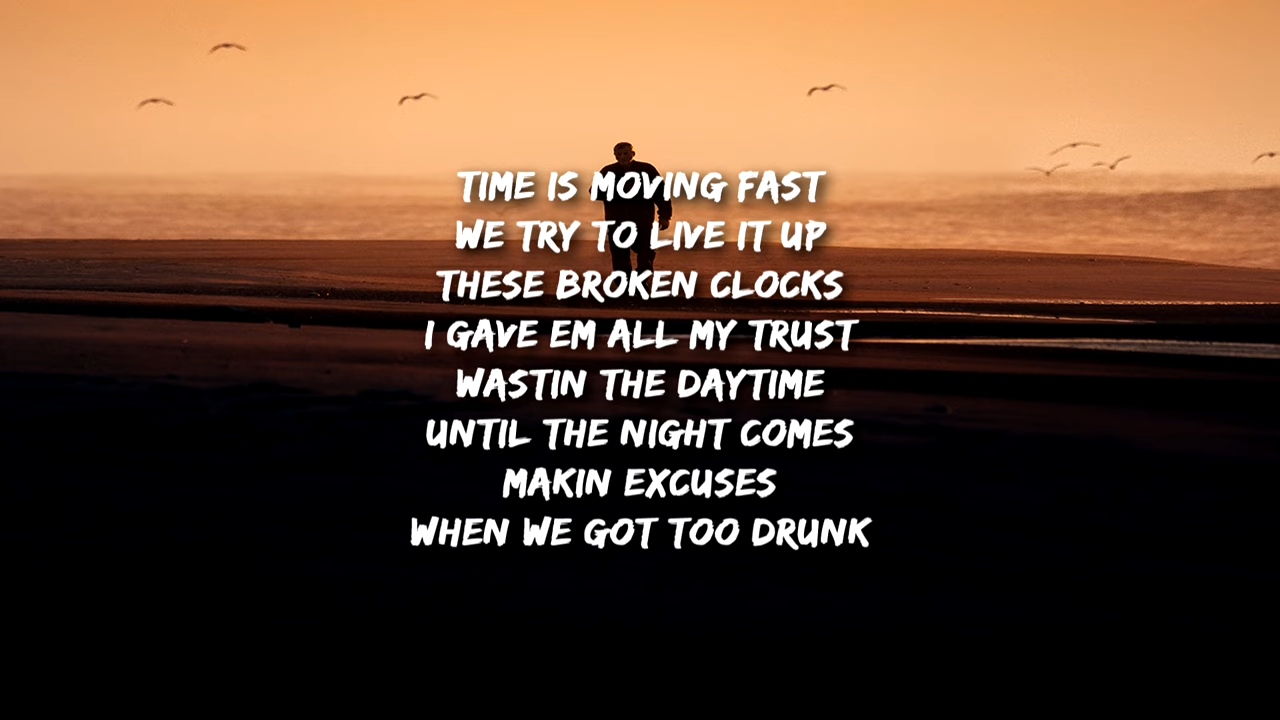 TIME IS MOVING FAST
WE TRY TO LIVE IT UP
THESE BROKEN CLOCKS
I GAVE EM ALL MY TRUST
WASTIN THE DAYTIME
UNTIL THE NIGHT COMES
MAKIN EXCUSES
WHEN WE GOT TOO DRUNK